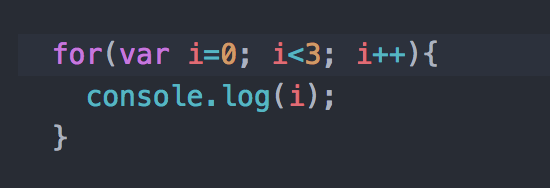 for(var i=0; i<3; i++){
  console.log(i);
}